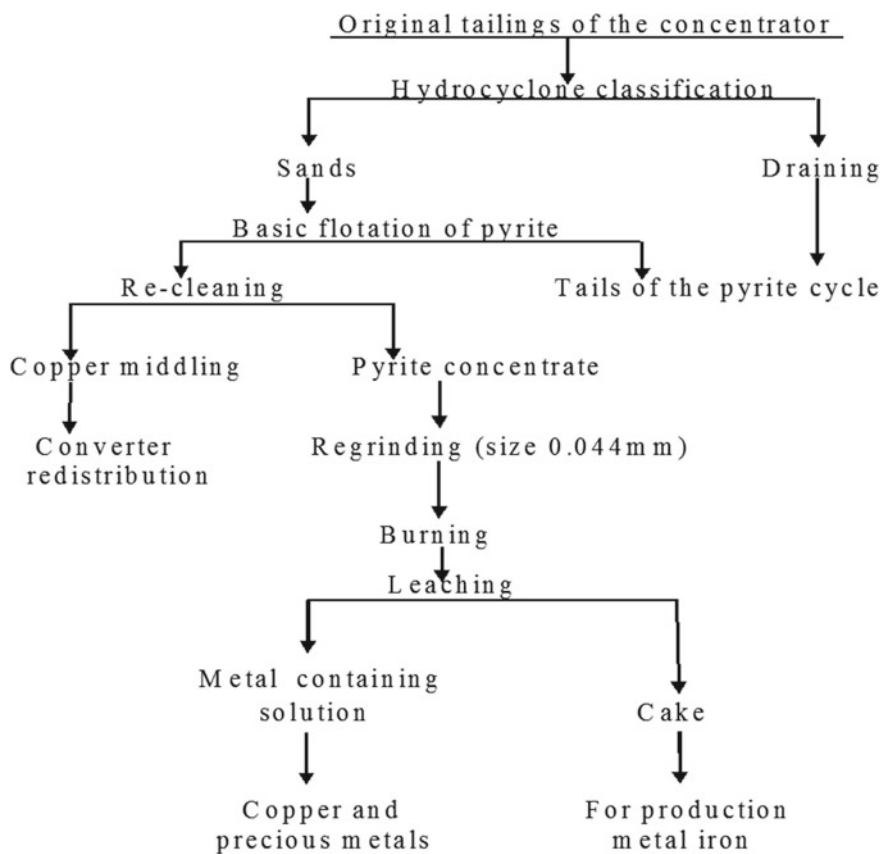 Original tailings of the concentrator
Hydrocyclone classification
Sands
Draining
Basic flotation of pyrite
Re-cleaning
Tails of the pyrite cycle
Copper middling
Pyrite concentrate
Converter
redistribution
Regrinding (size 0.044mm)
Burning
Leaching
Metal containing
solution
Cake
Copper and
precious metals
For production
metal iron